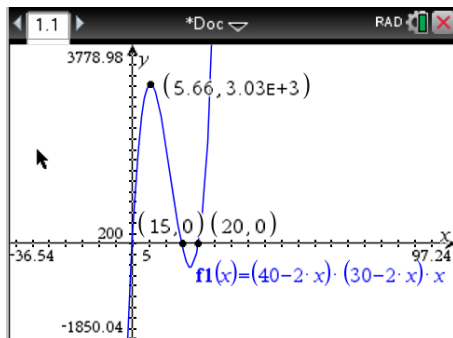 1.1 *Doc RAD
3778.98 y
(5.66,3.03E+3)
(15,0) (20,0)
200 x
-36.54 5 97.24
f1(x)=(40-2·x)·(30-2·x)·x
-1850.04